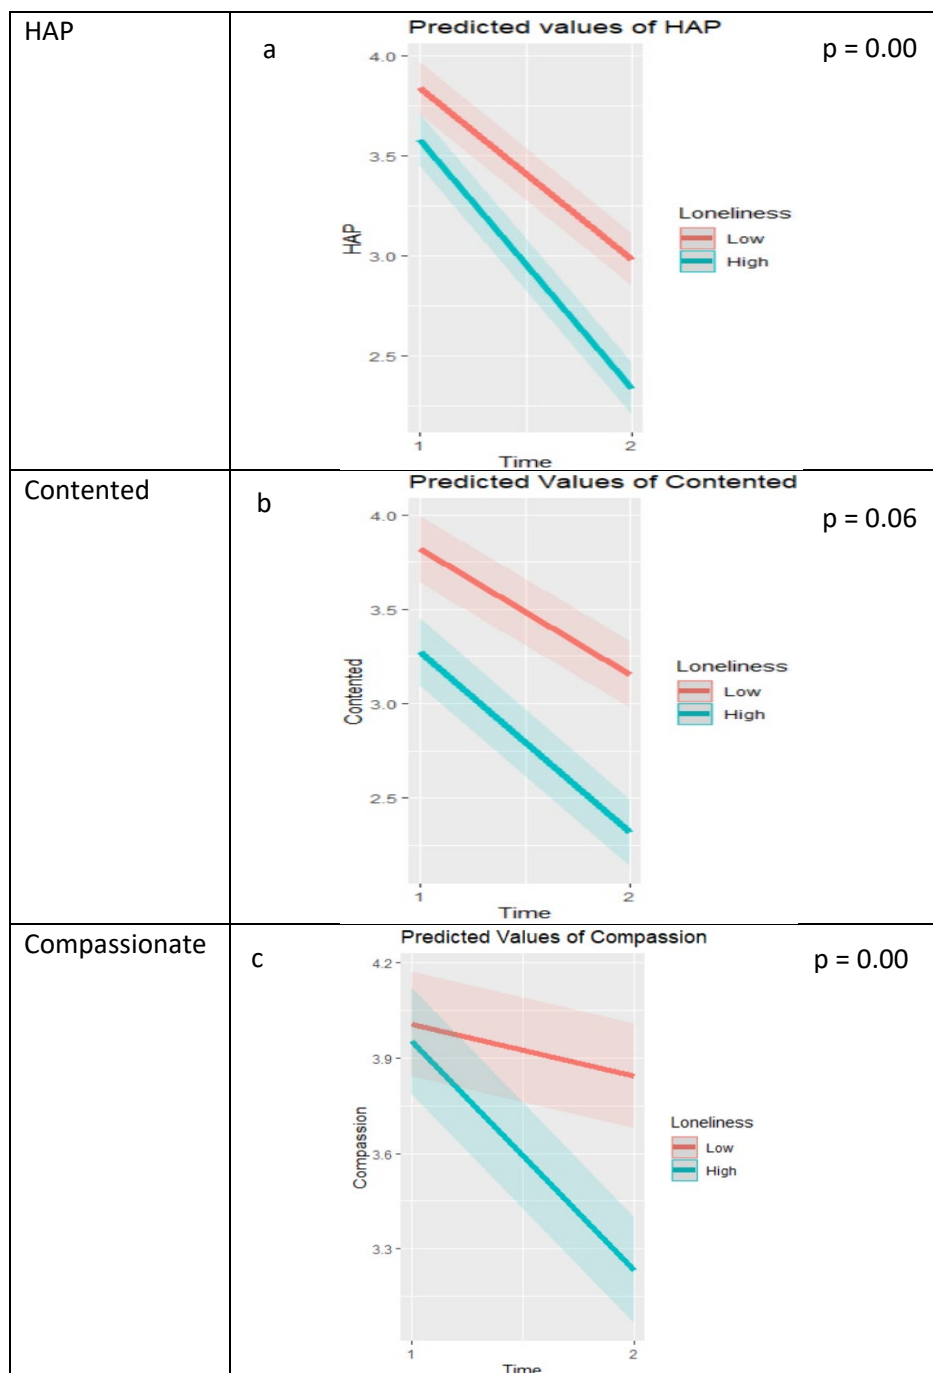 HAP
a
Predicted values of HAP
p = 0.00
4.0
3.5
3.0
2.5
HAP
1
2
Time
Loneliness
Low
High
Contented
b
Predicted Values of Contented
p = 0.06
4.0
3.5
3.0
2.5
Contented
1
2
Time
Loneliness
Low
High
Compassionate
c
Predicted Values of Compassion
p = 0.00
4.2
3.9
3.6
3.3
Compassion
1
2
Time
Loneliness
Low
High